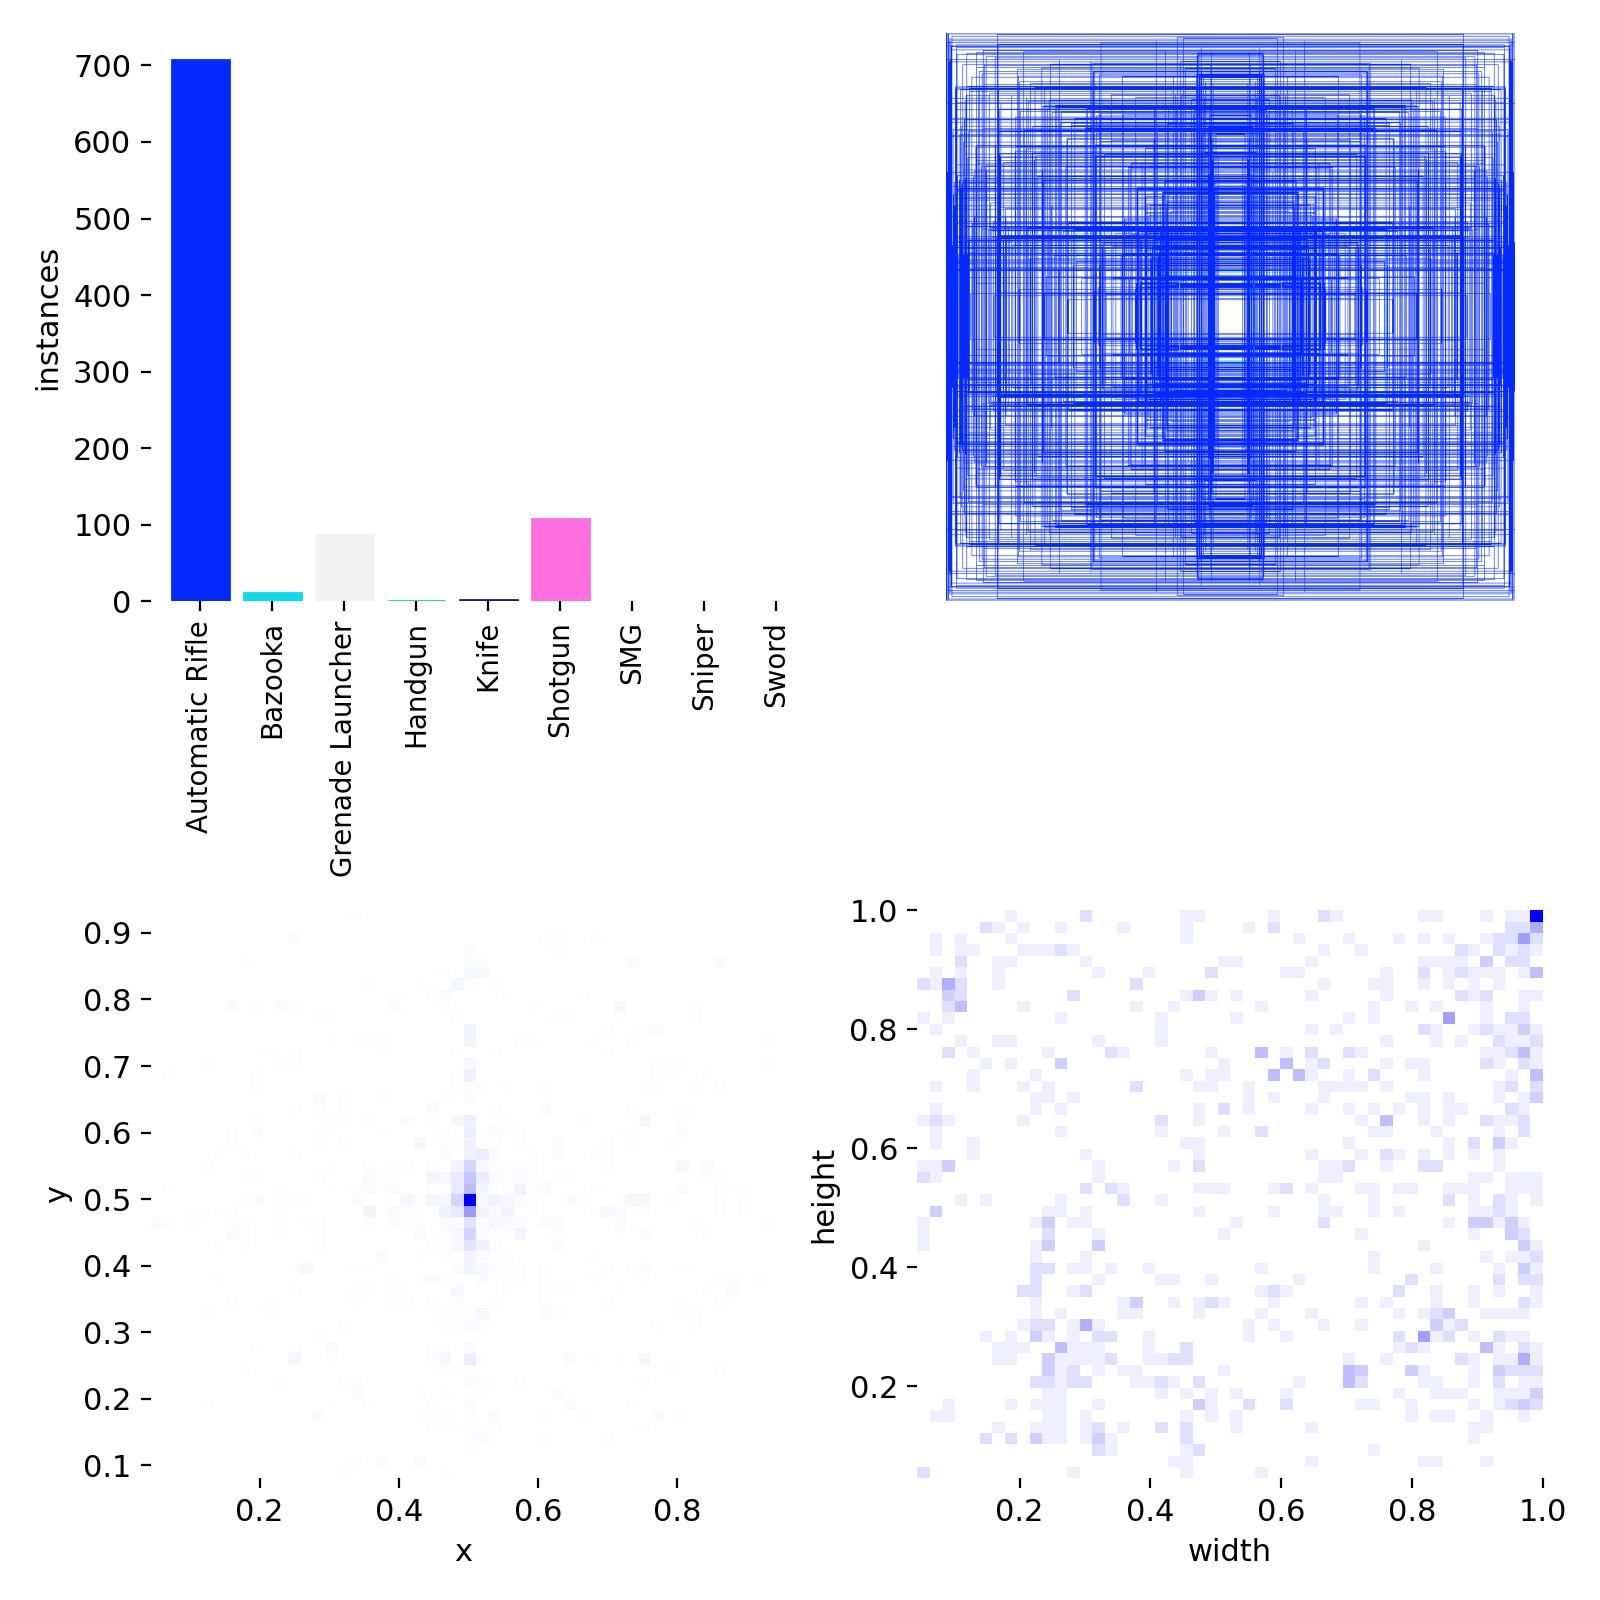 700
600
500
400
300
200
100
0
instances
Automatic Rifle
Bazooka
Grenade Launcher
Handgun
Knife
Shotgun
SMG
Sniper
Sword
0.9
0.8
0.7
0.6
0.5
0.4
0.3
0.2
0.1
y
0.2 0.4 0.6 0.8
x
1.0
0.8
0.6
0.4
0.2
height
0.2 0.4 0.6 0.8 1.0
width